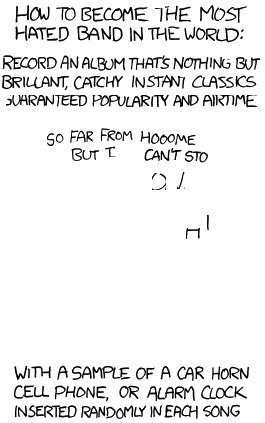 HOW TO BECOME THE MOST
HATED BAND IN THE WORLD:
RECORD AN ALBUM THAT'S NOTHING BUT
BRILLIANT, CATCHY INSTANT CLASSICS
GUARANTEED POPULARITY AND AIRTIME
SO FAR FROM HOOOME
BUT I CAN'T STO
WITH A SAMPLE OF A CAR HORN
CELL PHONE, OR ALARM CLOCK
INSERTED RANDOMLY IN EACH SONG